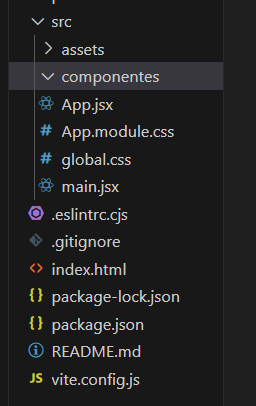 src
assets
componentes
App.jsx
# App.module.css
# global.css
main.jsx
.eslintrc.cjs
.gitignore
<> index.html
{} package-lock.json
{} package.json
README.md
JS vite.config.js